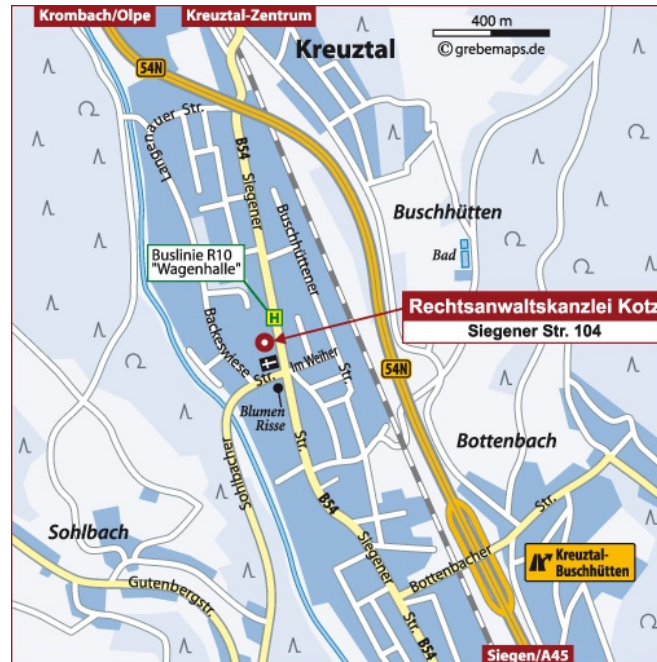 Krombach/Olpe
Kreuztal-Zentrum
400 m
Kreuztal
© grebemaps.de
54N
Langenauer Str.
B54
Siegener
Buschhüttener
Buschhütten
Bad
Buslinie R10
"Wagenhalle"
H
Rechtsanwaltskanzlei Kotz
Siegener Str. 104
Backeswiese
Str.
Im Weiher
Str.
54N
Blumen
Risse
Sohlbacher
Str.
Bottenbach
B54
Siegener
Str.
Bottenbacher
Str.
Sohlbach
Gutenbergstr.
Kreuztal-
Buschhütten
B54
Siegen/A45